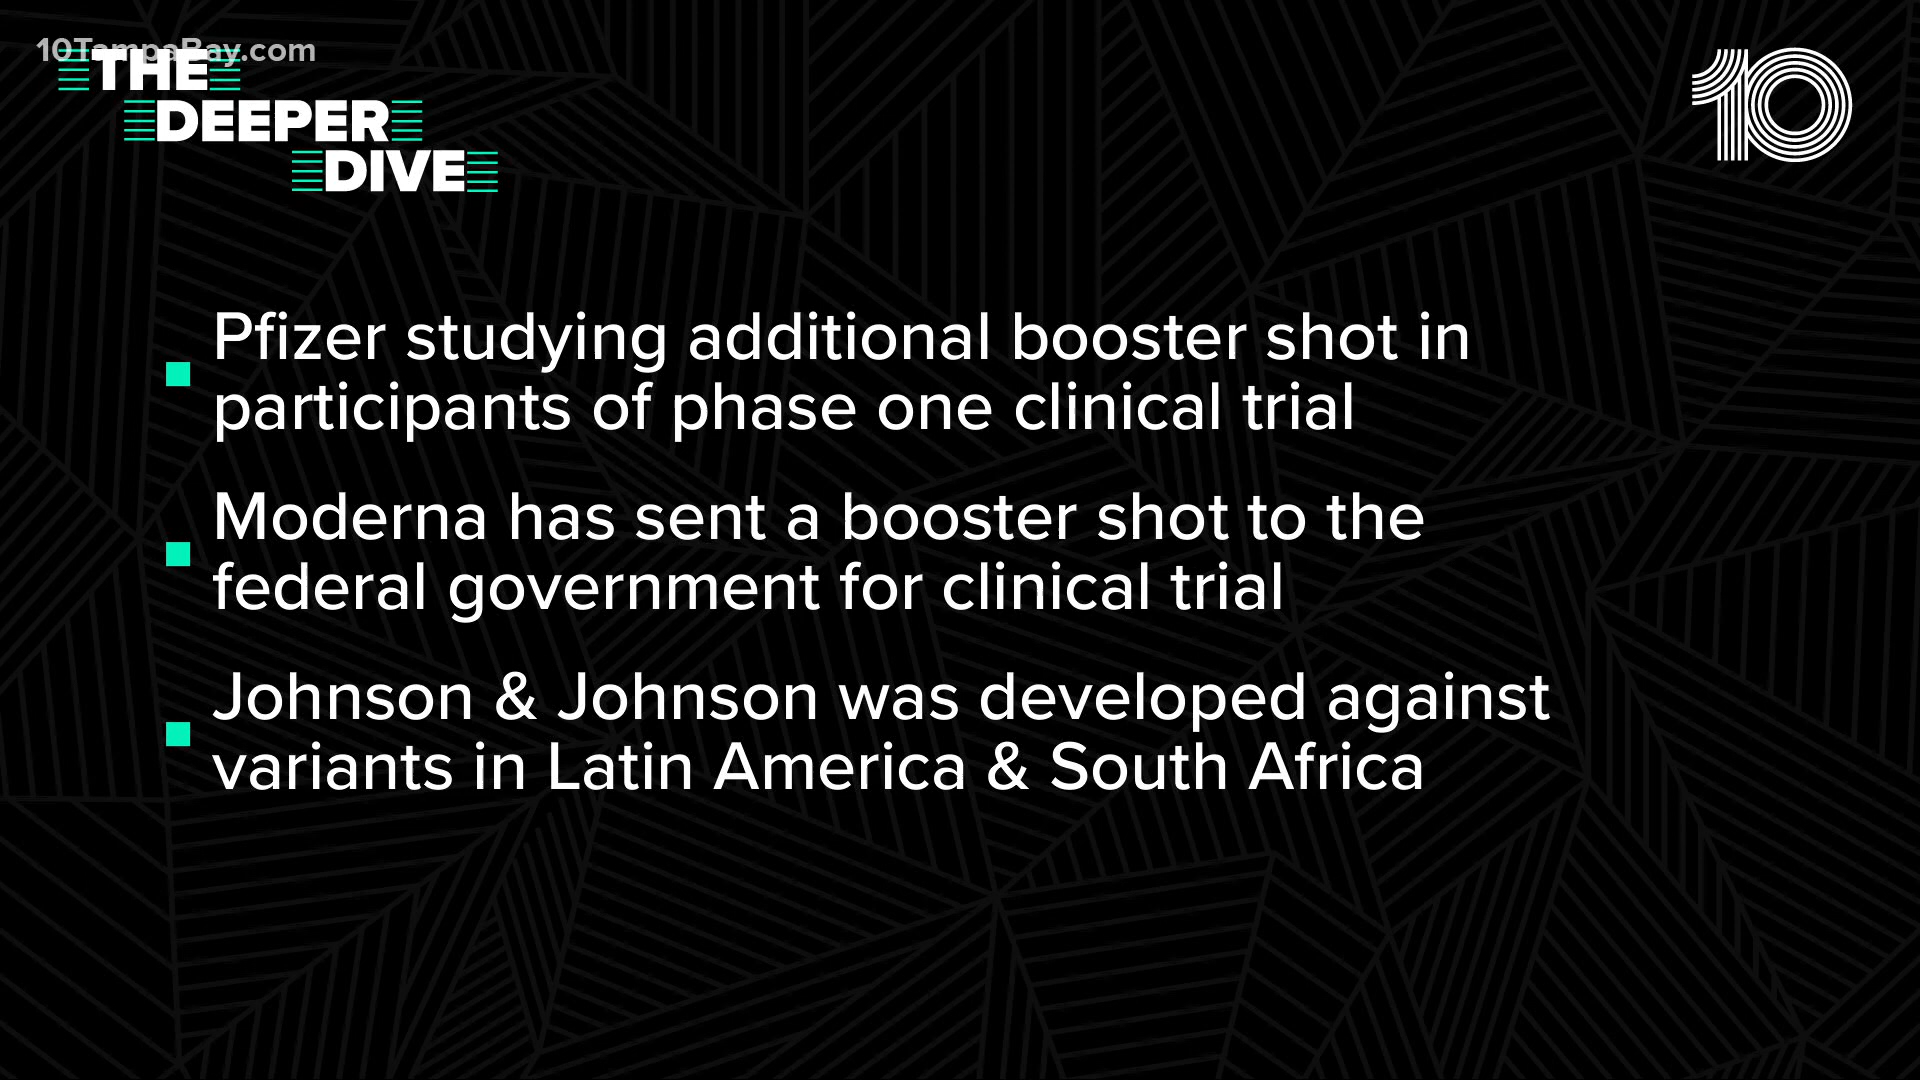 10TampaBay.com
THE
DEEPER
DIVE
10
Pfizer studying additional booster shot in
participants of phase one clinical trial
Moderna has sent a booster shot to the
federal government for clinical trial
Johnson & Johnson was developed against
variants in Latin America & South Africa